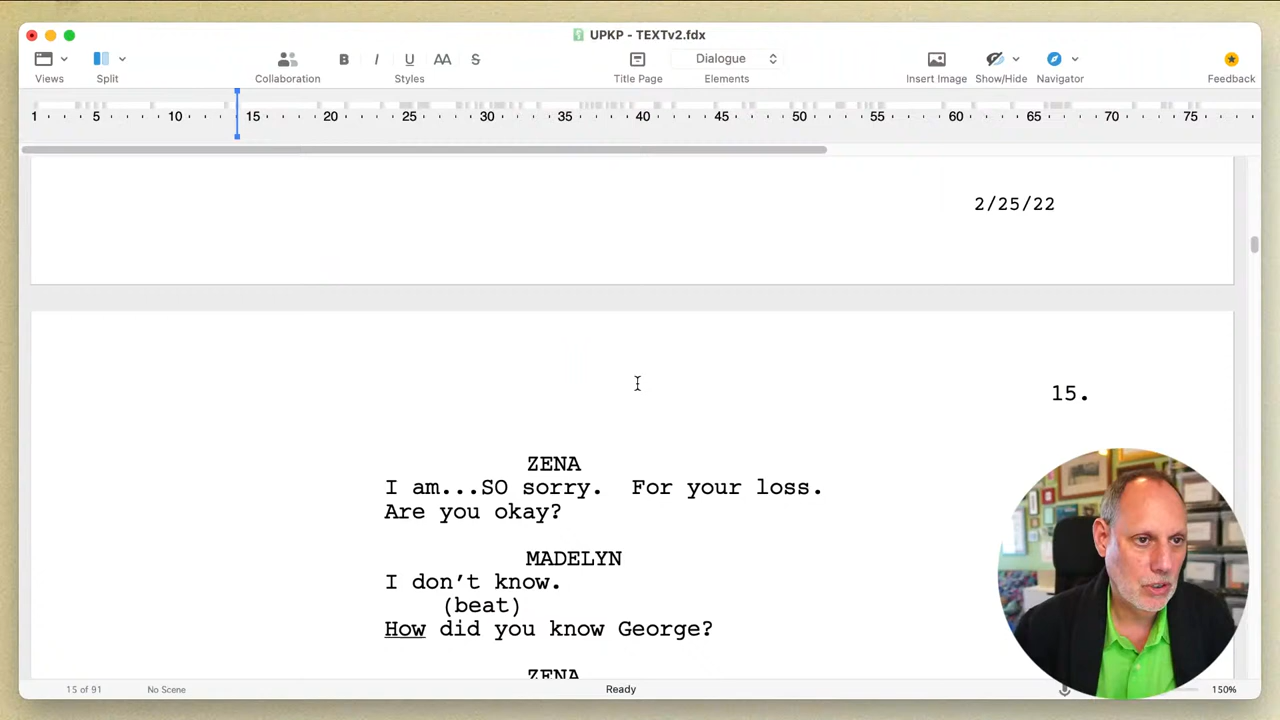 UPKP - TEXTv2.fdx
B I U AA S Dialogue
Views Split Collaboration Styles Title Page Elements Insert Image Show/Hide Navigator Feedback
1 5 10 15 20 25 30 35 40 45 50 55 60 65 70 75
2/25/22
15.
ZENA
I am...SO sorry.  For your loss.
Are you okay?
MADELYN
I don't know.
(beat)
How did you know George?
ZENA
15 of 91 No Scene Ready 150%